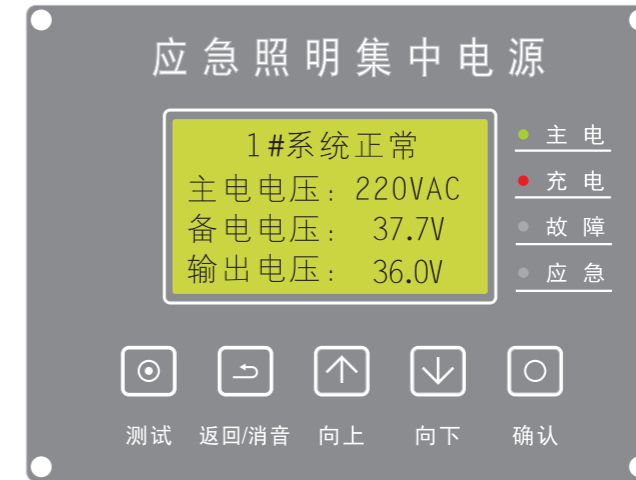 应急照明集中电源
1#系统正常
主电电压: 220VAC
备电电压: 37.7V
输出电压: 36.0V
主电
充电
故障
应急
测试 返回/消音 向上 向下 确认